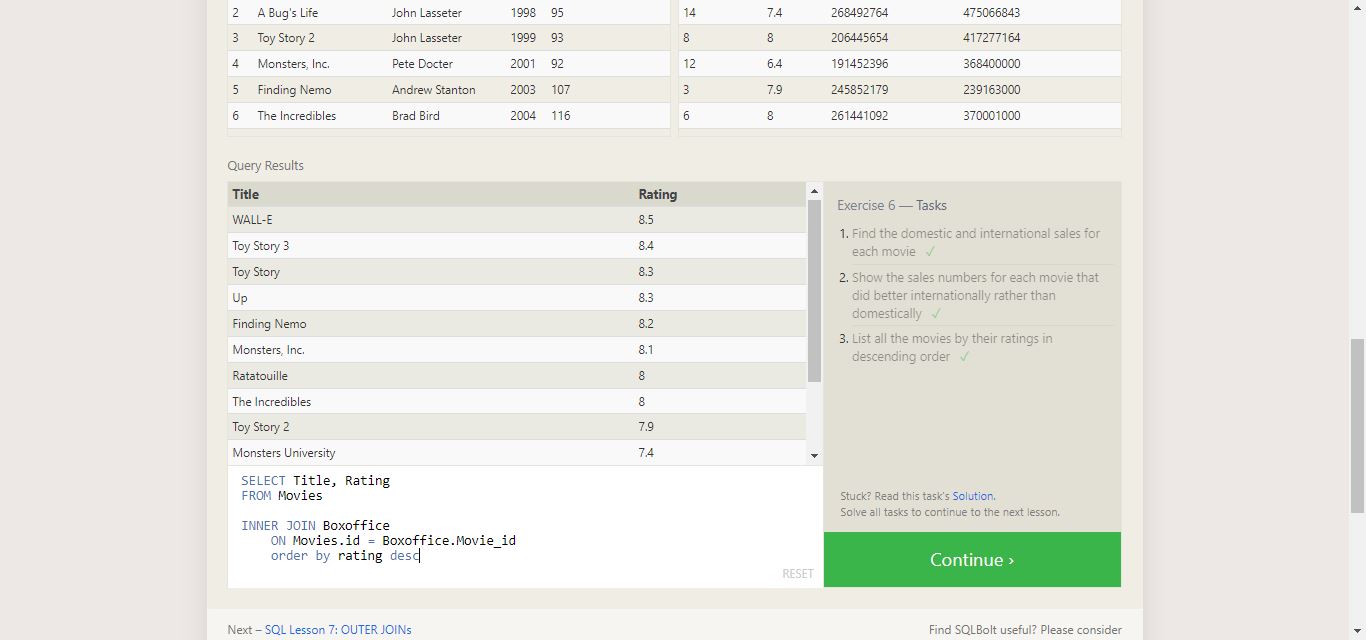 2 A Bug's Life John Lasseter 1998 95 14 7.4 268492764 475066843
3 Toy Story 2 John Lasseter 1999 93 8 8 206445654 417277164
4 Monsters, Inc. Pete Docter 2001 92 12 6.4 191452396 368400000
5 Finding Nemo Andrew Stanton 2003 107 3 7.9 245852179 239163000
6 The Incredibles Brad Bird 2004 116 6 8 261441092 370001000
Query Results
Title Rating
WALL-E 8.5
Toy Story 3 8.4
Toy Story 8.3
Up 8.3
Finding Nemo 8.2
Monsters, Inc. 8.1
Ratatouille 8
The Incredibles 8
Toy Story 2 7.9
Monsters University 7.4
SELECT Title, Rating
FROM Movies
INNER JOIN Boxoffice
ON Movies.id = Boxoffice.Movie_id
order by rating desc
RESET
Exercise 6 — Tasks
1. Find the domestic and international sales for
each movie ✓
2. Show the sales numbers for each movie that
did better internationally rather than
domestically ✓
3. List all the movies by their ratings in
descending order ✓
Stuck? Read this task's Solution.
Solve all tasks to continue to the next lesson.
Continue ›
Next – SQL Lesson 7: OUTER JOINs
Find SQLBolt useful? Please consider